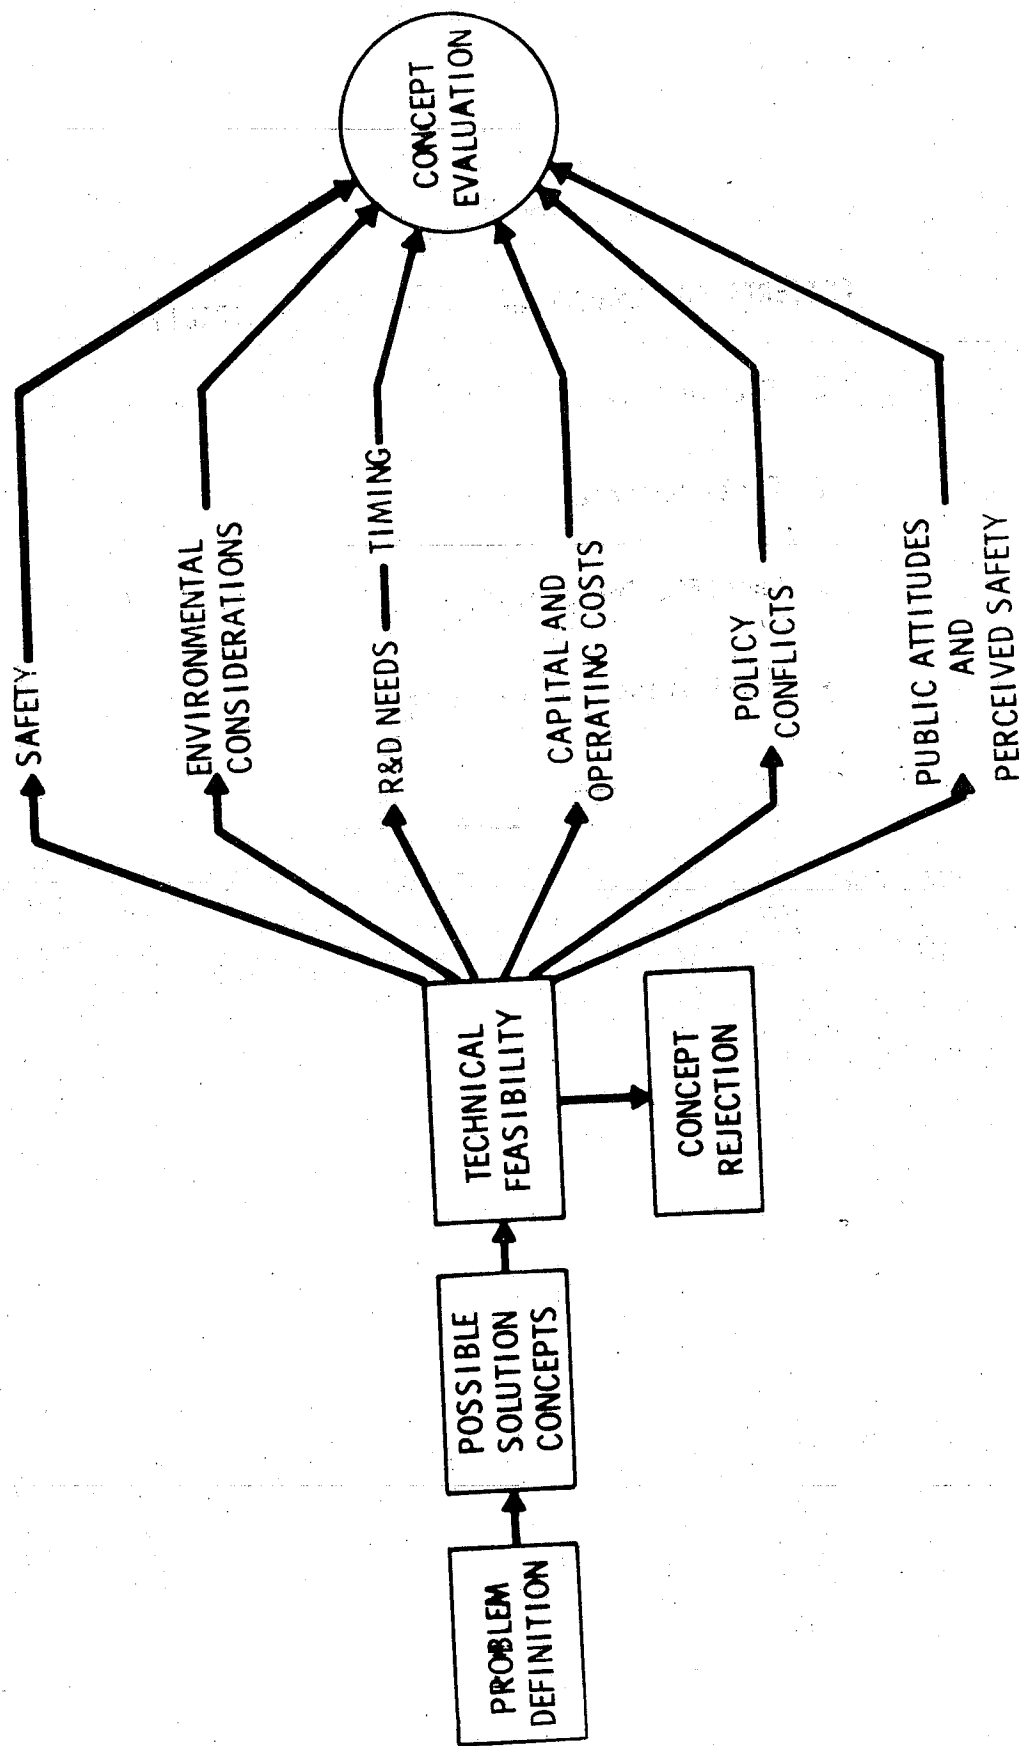 PROBLEM
DEFINITION
POSSIBLE
SOLUTION
CONCEPTS
TECHNICAL
FEASIBILITY
CONCEPT
REJECTION
SAFETY
ENVIRONMENTAL
CONSIDERATIONS
R&D NEEDS — TIMING
CAPITAL AND
OPERATING COSTS
POLICY
CONFLICTS
PUBLIC ATTITUDES
AND
PERCEIVED SAFETY
CONCEPT
EVALUATION